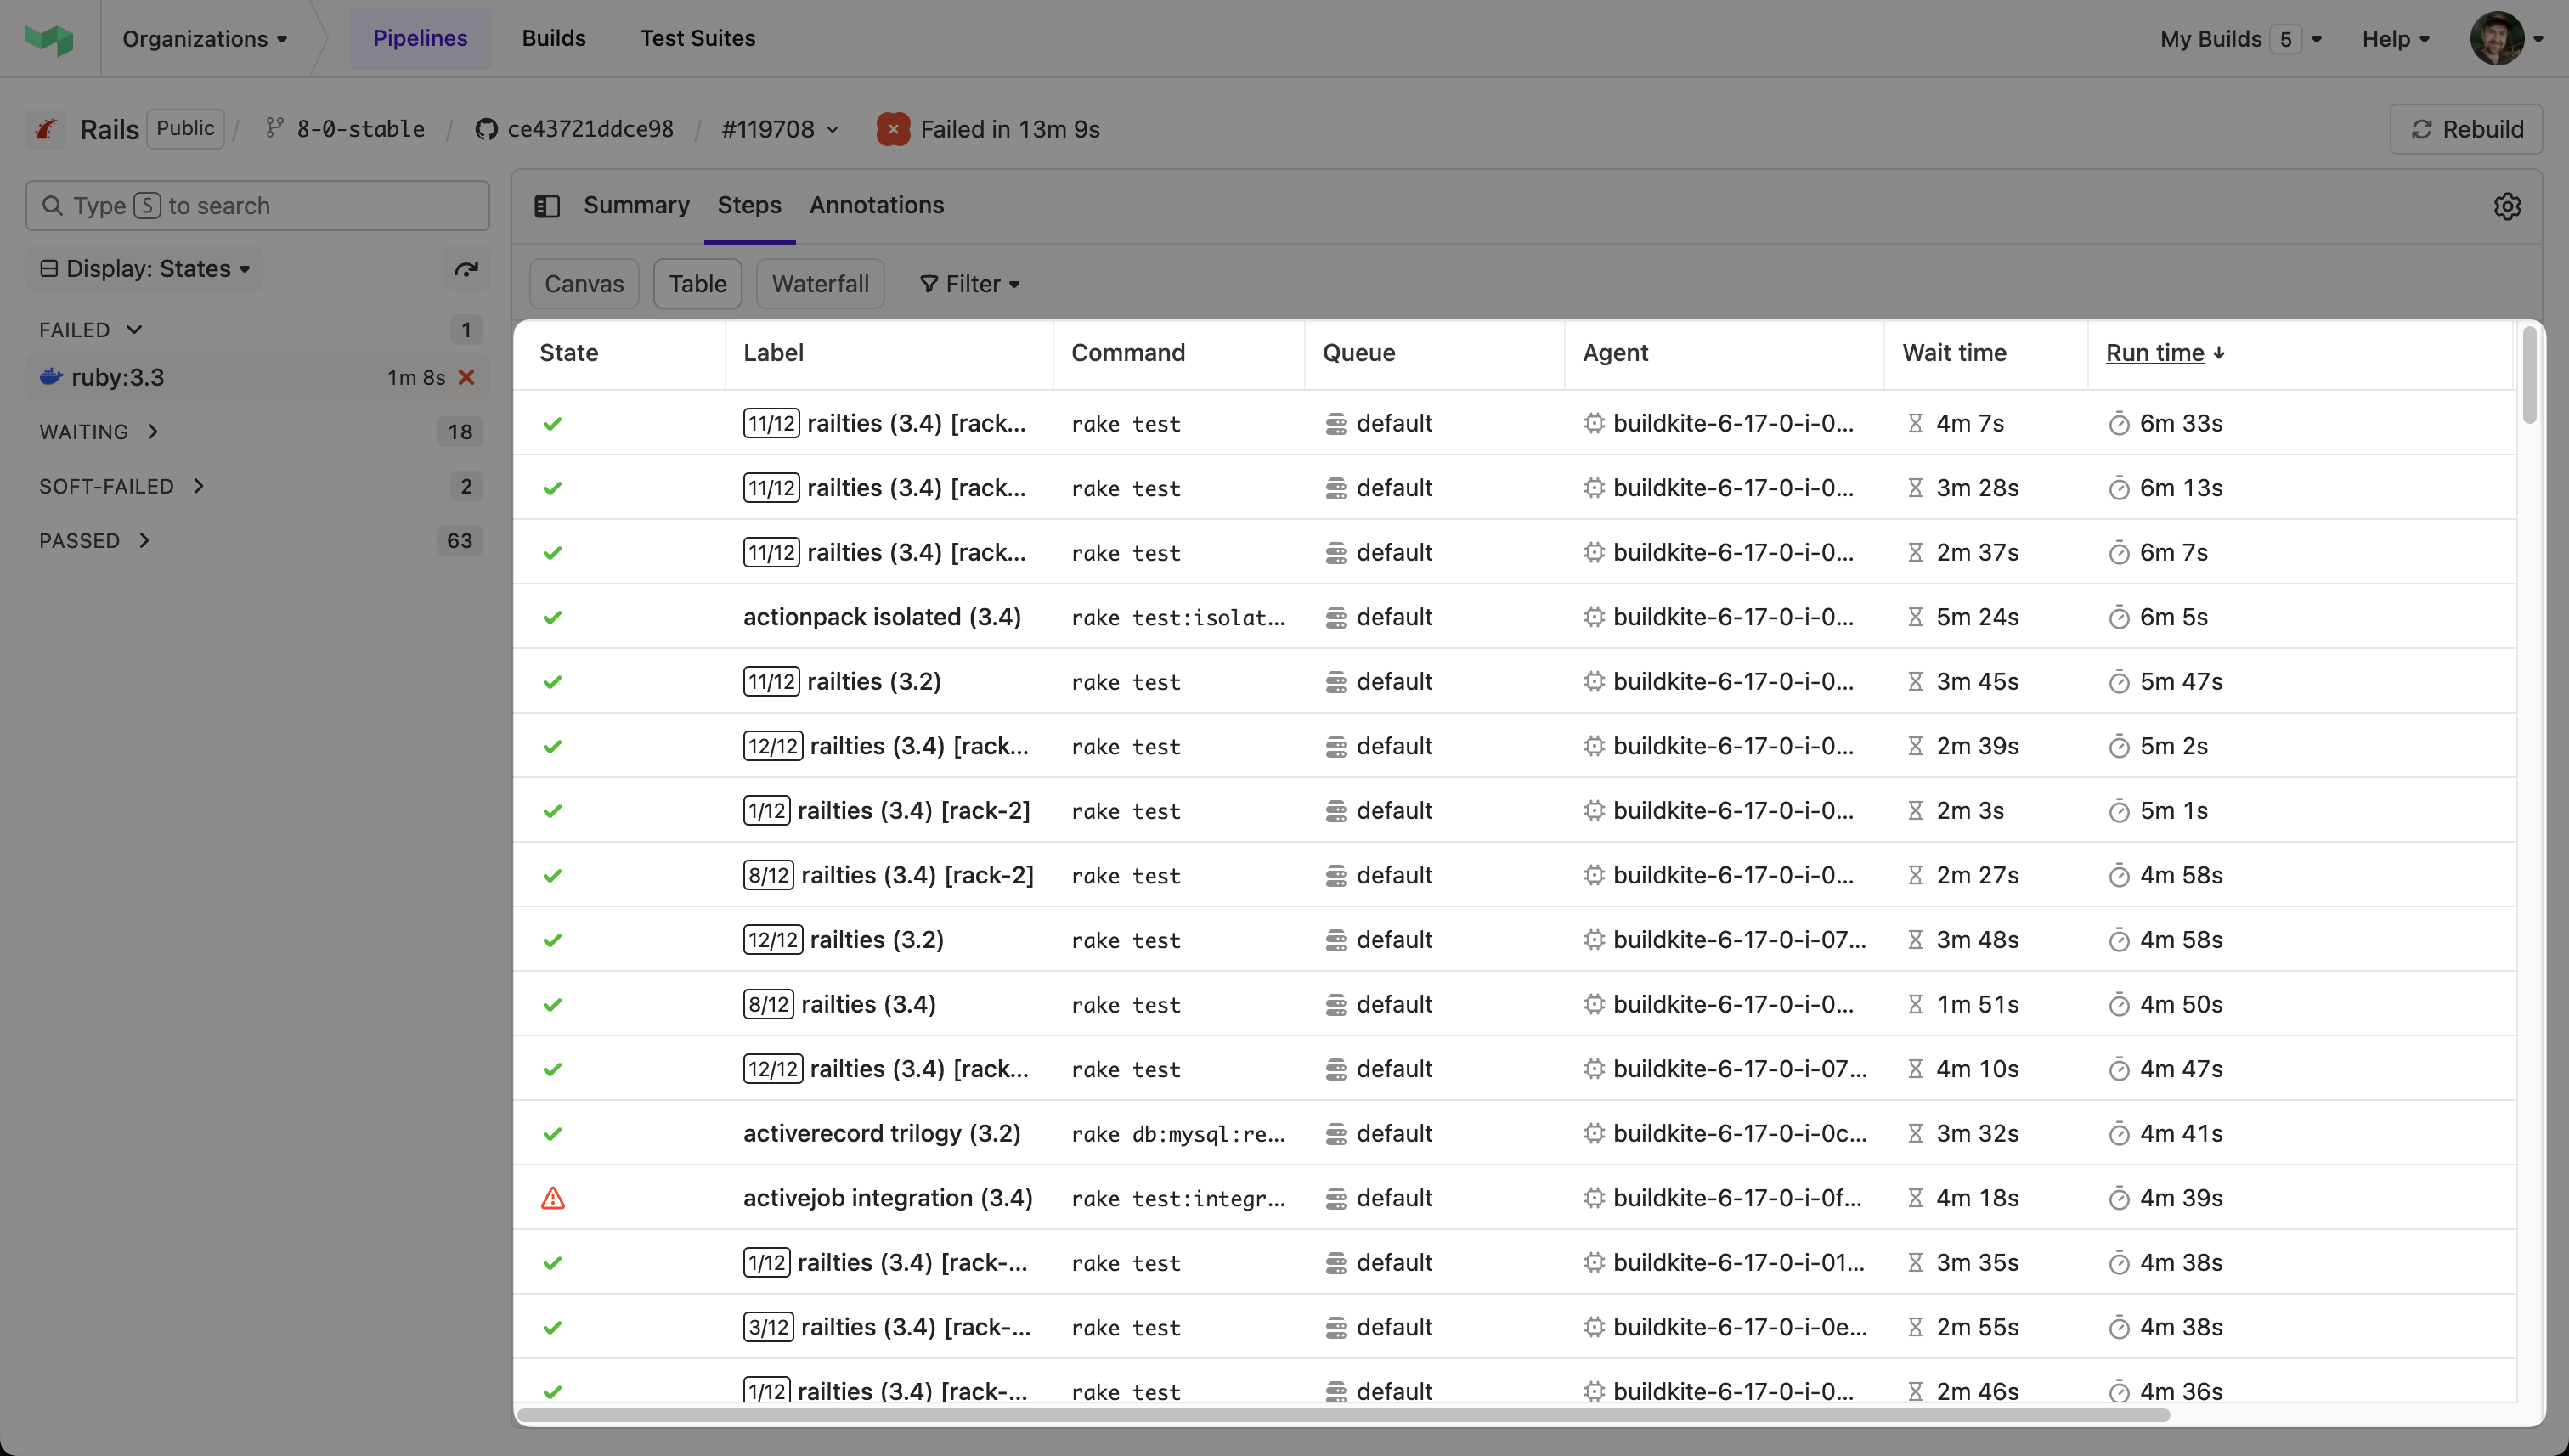 Organizations Pipelines Builds Test Suites My Builds 5 Help
Rails Public / 8-0-stable / ce43721ddce98 / #119708 Failed in 13m 9s Rebuild
Type S to search
Summary Steps Annotations
Display: States
Canvas Table Waterfall Filter
FAILED 1
ruby:3.3 1m 8s
WAITING 18
SOFT-FAILED 2
PASSED 63
State Label Command Queue Agent Wait time Run time
11/12 railties (3.4) [rack... rake test default buildkite-6-17-0-i-0... 4m 7s 6m 33s
11/12 railties (3.4) [rack... rake test default buildkite-6-17-0-i-0... 3m 28s 6m 13s
11/12 railties (3.4) [rack... rake test default buildkite-6-17-0-i-0... 2m 37s 6m 7s
actionpack isolated (3.4) rake test:isolat... default buildkite-6-17-0-i-0... 5m 24s 6m 5s
11/12 railties (3.2) rake test default buildkite-6-17-0-i-0... 3m 45s 5m 47s
12/12 railties (3.4) [rack... rake test default buildkite-6-17-0-i-0... 2m 39s 5m 2s
1/12 railties (3.4) [rack-2] rake test default buildkite-6-17-0-i-0... 2m 3s 5m 1s
8/12 railties (3.4) [rack-2] rake test default buildkite-6-17-0-i-0... 2m 27s 4m 58s
12/12 railties (3.2) rake test default buildkite-6-17-0-i-07... 3m 48s 4m 58s
8/12 railties (3.4) rake test default buildkite-6-17-0-i-0... 1m 51s 4m 50s
12/12 railties (3.4) [rack... rake test default buildkite-6-17-0-i-07... 4m 10s 4m 47s
activerecord trilogy (3.2) rake db:mysql:re... default buildkite-6-17-0-i-0c... 3m 32s 4m 41s
activejob integration (3.4) rake test:integr... default buildkite-6-17-0-i-0f... 4m 18s 4m 39s
1/12 railties (3.4) [rack-... rake test default buildkite-6-17-0-i-01... 3m 35s 4m 38s
3/12 railties (3.4) [rack-... rake test default buildkite-6-17-0-i-0e... 2m 55s 4m 38s
1/12 railties (3.4) [rack-... rake test default buildkite-6-17-0-i-0... 2m 46s 4m 36s